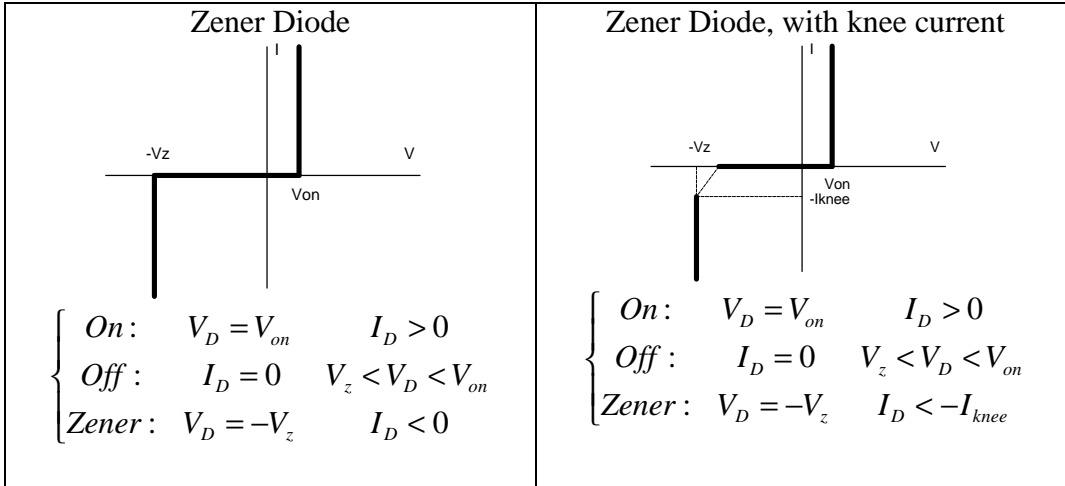 Zener Diode
I
-Vz
V
Von
On : V_D = V_on I_D > 0
Off : I_D = 0 V_z < V_D < V_on
Zener : V_D = −V_z I_D < 0
Zener Diode, with knee current
I
-Vz
V
Von
-Iknee
On : V_D = V_on I_D > 0
Off : I_D = 0 V_z < V_D < V_on
Zener : V_D = −V_z I_D < −I_knee